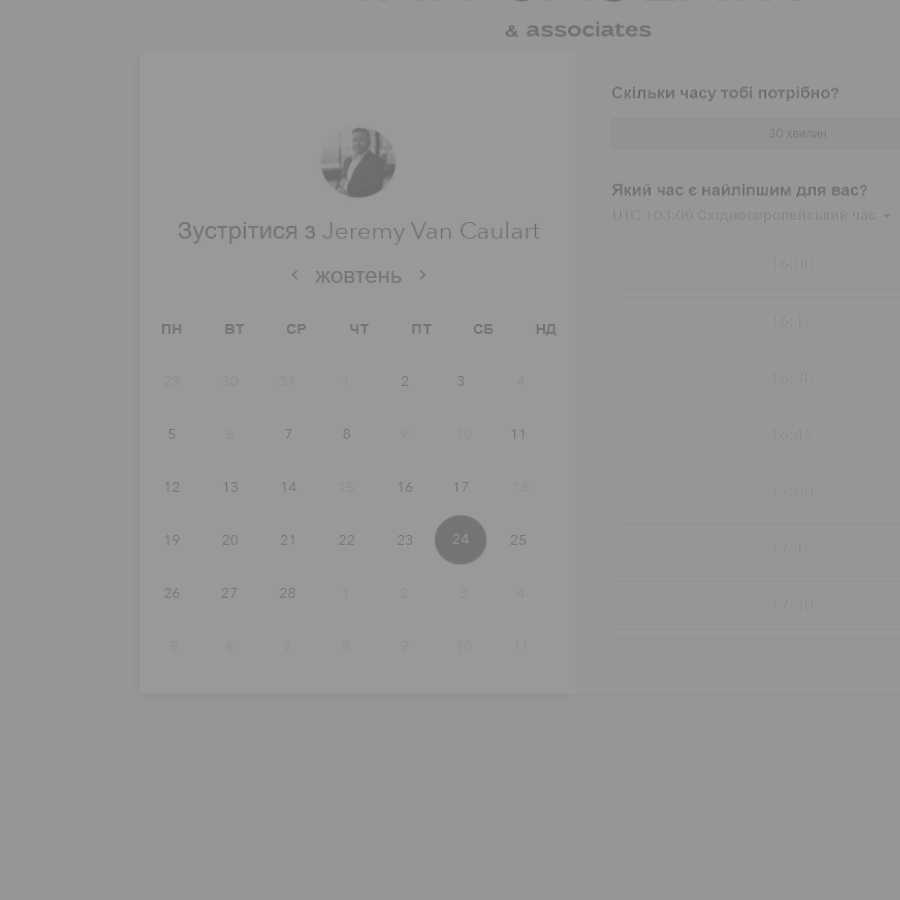 & associates
Зустрітися з Jeremy Van Caulart
жовтень
ПН ВТ СР ЧТ ПТ СБ НД
29 30 31 1 2 3 4
5 6 7 8 9 10 11
12 13 14 15 16 17 18
19 20 21 22 23 24 25
26 27 28 1 2 3 4
5 6 7 8 9 10 11
Скільки часу тобі потрібно?
30 хвилин
Який час є найліпшим для вас?
UTC +03:00 Східноєвропейський час
16:00
16:15
16:30
16:45
17:00
17:15
17:30